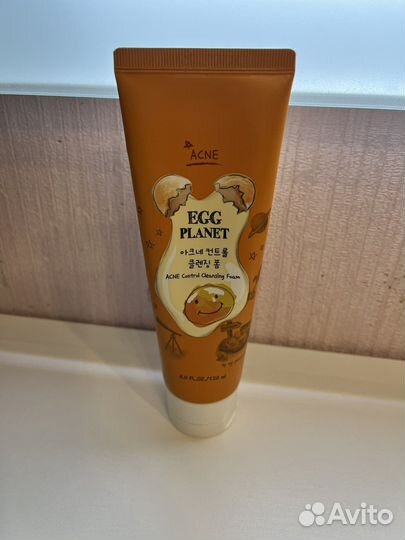 ACNE
EGG
PLANET
아크네 컨트롤
클렌징 폼
ACNE Control Cleansing Foam
Avito